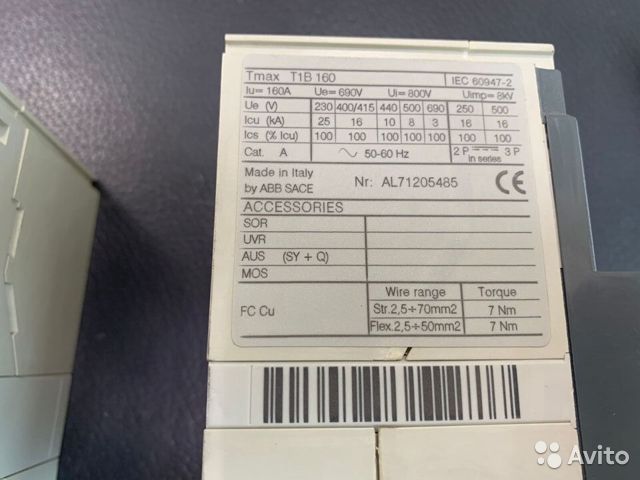 Tmax T1B 160 IEC 60947-2
Iu= 160A Ue= 690V Ui= 800V Uimp= 8kV
Ue (V) 230 400/415 440 500 690 250 500
Icu (kA) 25 16 10 8 3 16 16
Ics (% Icu) 100 100 100 100 100 100 100
Cat. A ~ 50-60 Hz 2 P 3 P
in series
Made in Italy
by ABB SACE Nr: AL71205485 CE
ACCESSORIES
SOR
UVR
AUS (SY + Q)
MOS
Wire range Torque
FC Cu Str.2,5÷70mm2 7 Nm
Flex.2,5÷50mm2 7 Nm
Avito